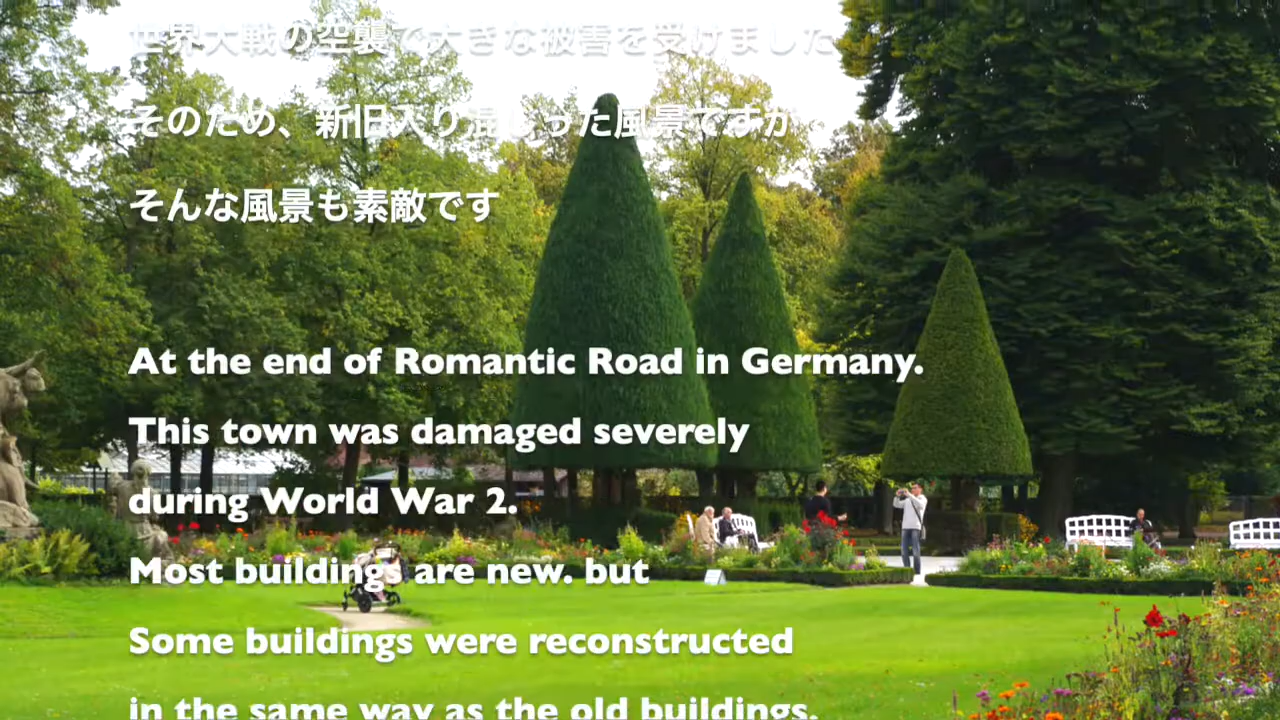 世界大戦の空襲で大きな被害を受けました
そのため、新旧入り混じった風景ですが
そんな風景も素敵です
At the end of Romantic Road in Germany.
This town was damaged severely
during World War 2.
Most buildings are new. but
Some buildings were reconstructed
in the same way as the old buildings.